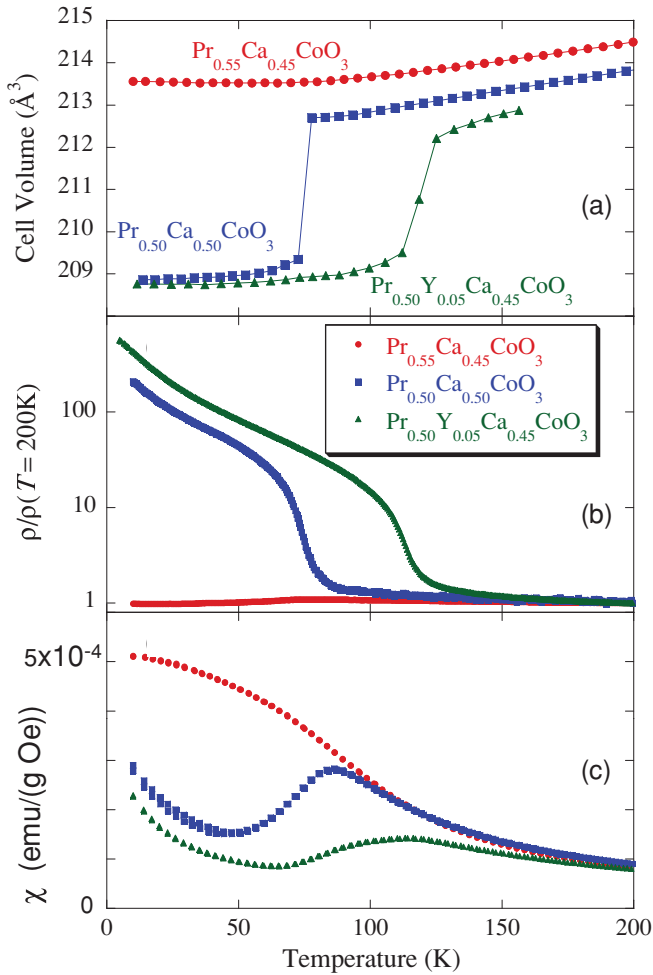 215
214
213
212
211
210
209
Cell Volume (Å³)
Pr₀.₅₅Ca₀.₄₅CoO₃
Pr₀.₅₀Ca₀.₅₀CoO₃
Pr₀.₅₀Y₀.₀₅Ca₀.₄₅CoO₃
(a)
100
10
1
ρ/ρ(T = 200K)
Pr₀.₅₅Ca₀.₄₅CoO₃
Pr₀.₅₀Ca₀.₅₀CoO₃
Pr₀.₅₀Y₀.₀₅Ca₀.₄₅CoO₃
(b)
5x10⁻⁴
0
χ (emu/(g Oe))
(c)
0 50 100 150 200
Temperature (K)